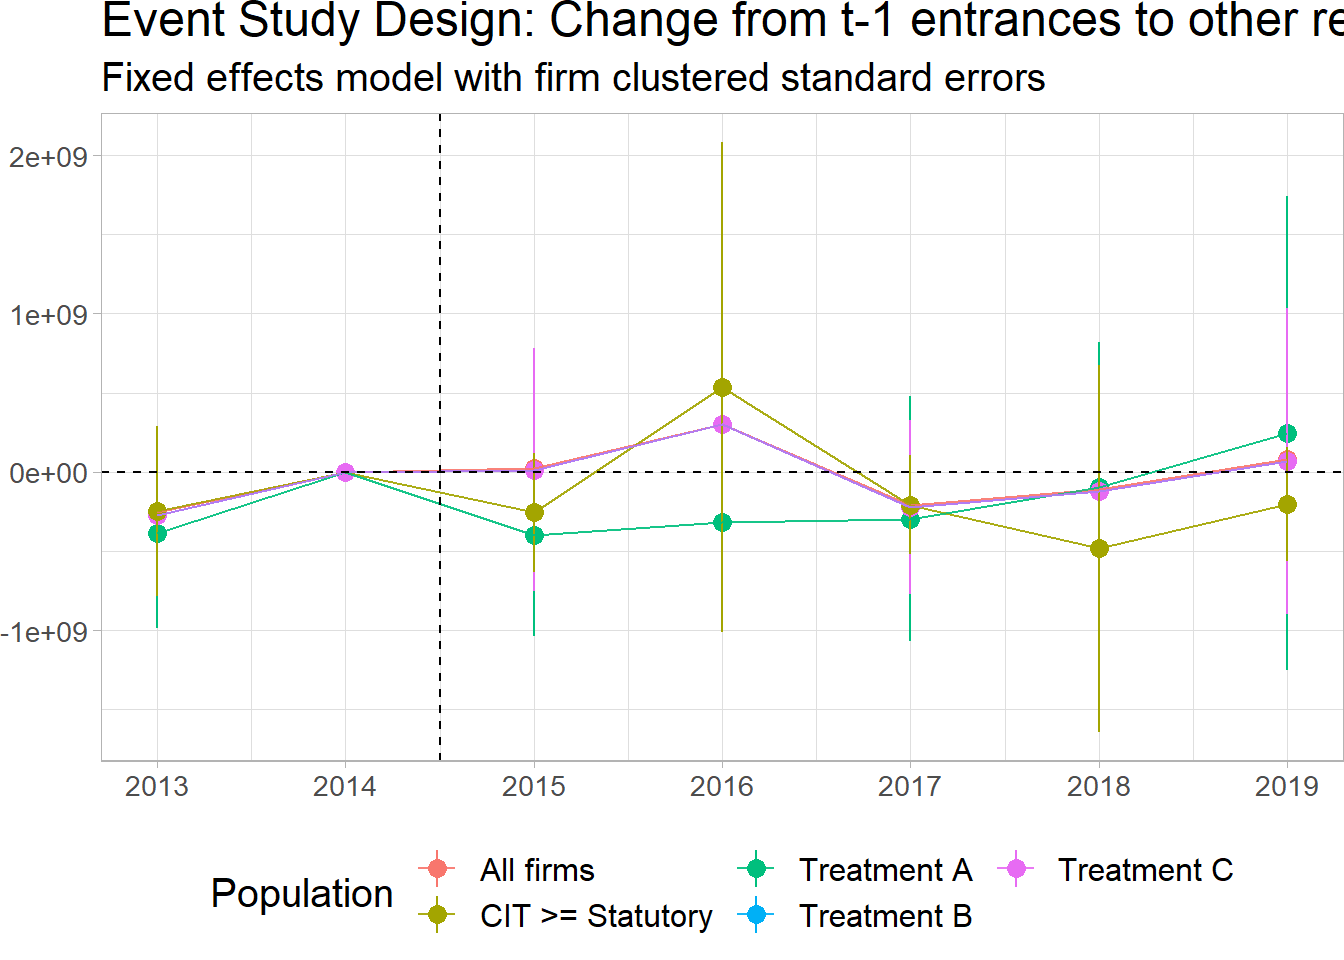 Event Study Design: Change from t-1 entrances to other re
Fixed effects model with firm clustered standard errors
2e+09
1e+09
0e+00
-1e+09
2013 2014 2015 2016 2017 2018 2019
Population
All firms Treatment A Treatment C
CIT >= Statutory Treatment B